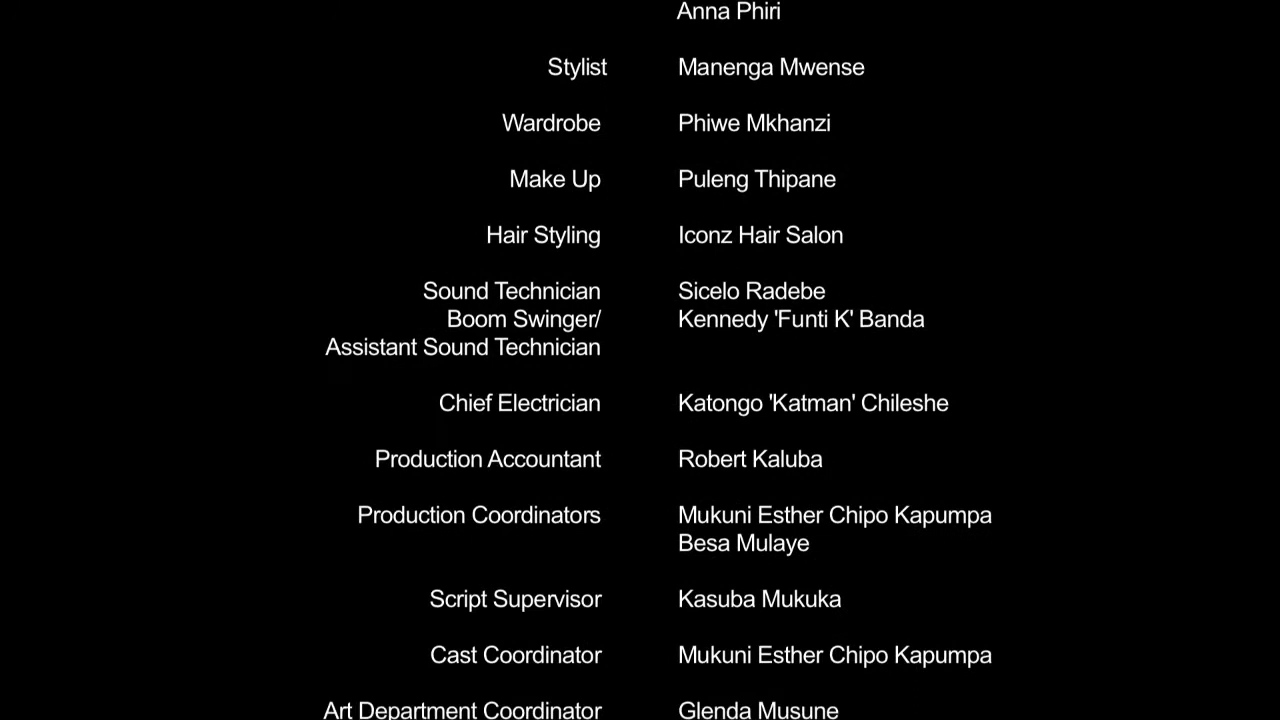 Anna Phiri
Stylist Manenga Mwense
Wardrobe Phiwe Mkhanzi
Make Up Puleng Thipane
Hair Styling Iconz Hair Salon
Sound Technician Sicelo Radebe
Boom Swinger/ Kennedy 'Funti K' Banda
Assistant Sound Technician
Chief Electrician Katongo 'Katman' Chileshe
Production Accountant Robert Kaluba
Production Coordinators Mukuni Esther Chipo Kapumpa
Besa Mulaye
Script Supervisor Kasuba Mukuka
Cast Coordinator Mukuni Esther Chipo Kapumpa
Art Department Coordinator Glenda Musune